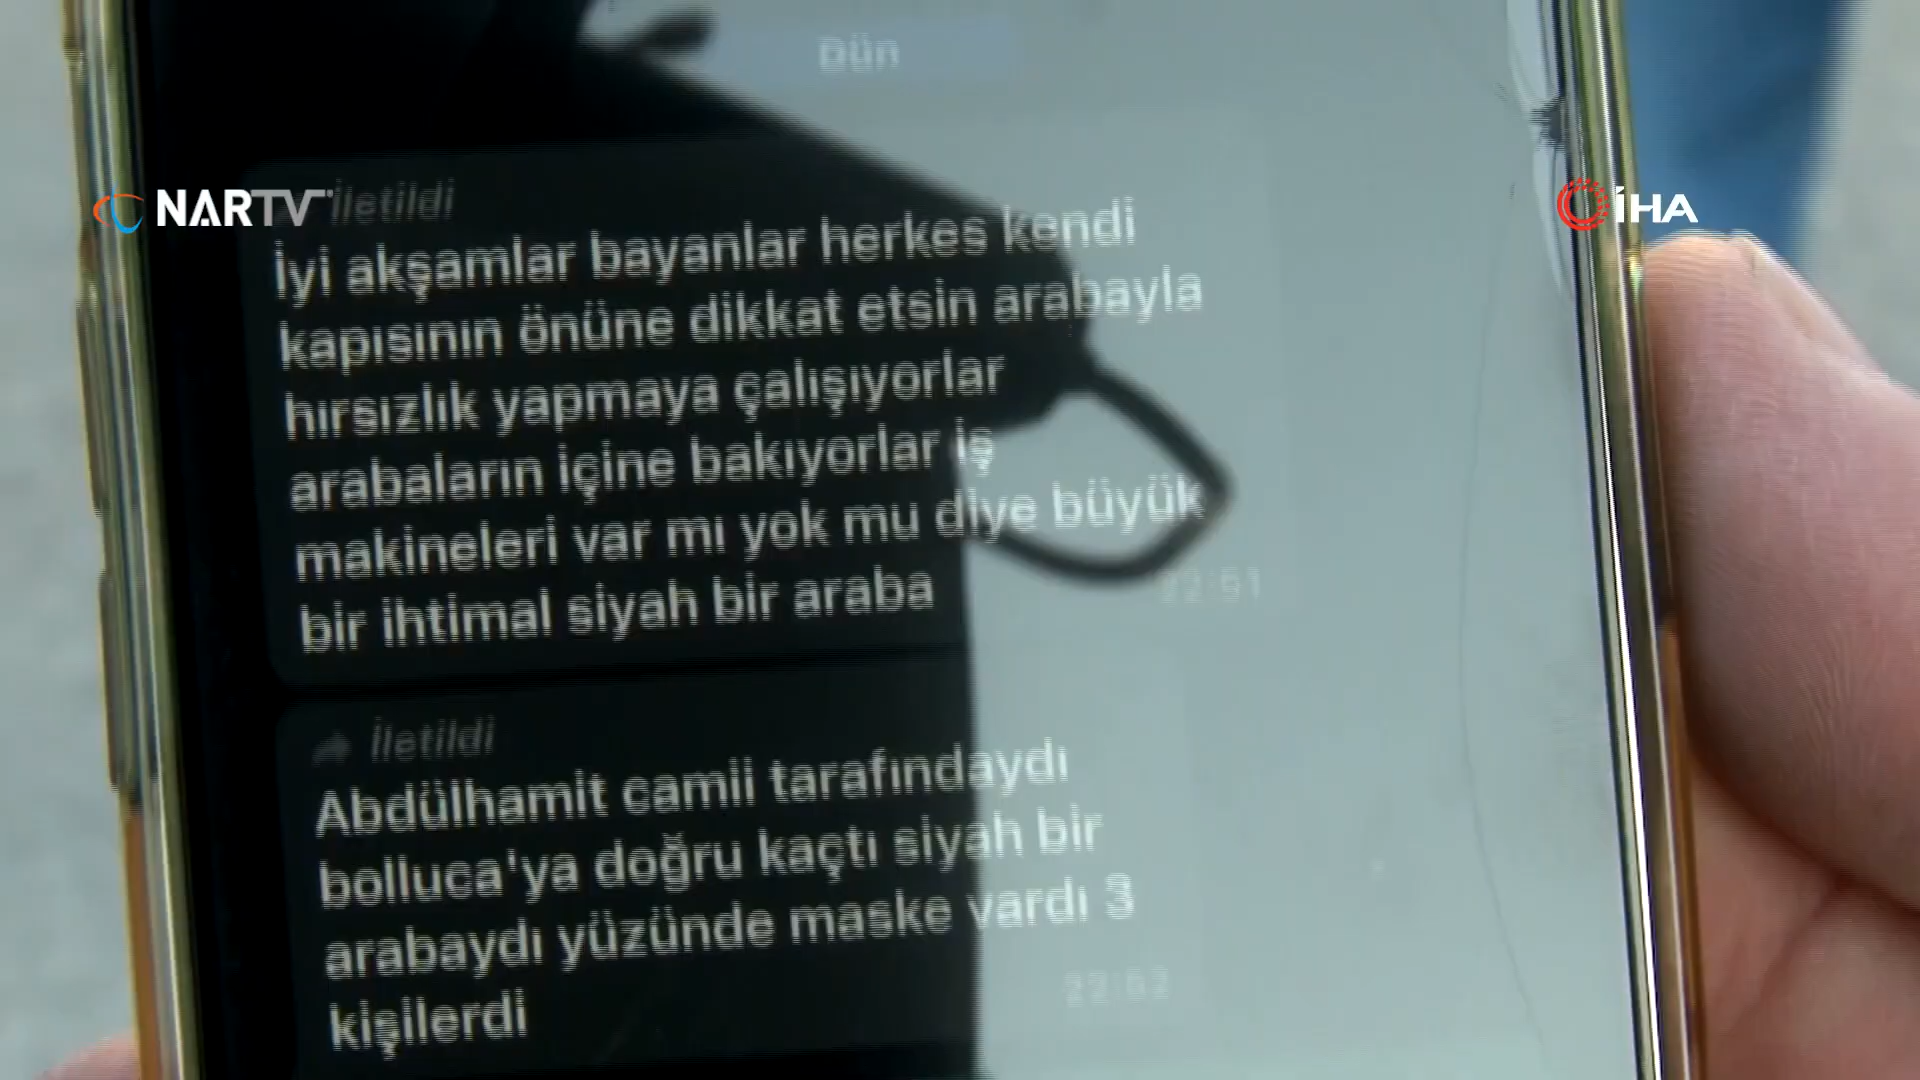 Dün
NARTV
İHA
İletildi
İyi akşamlar bayanlar herkes kendi
kapısının önüne dikkat etsin arabayla
hırsızlık yapmaya çalışıyorlar
arabaların içine bakıyorlar iş
makineleri var mı yok mu diye büyük
bir ihtimal siyah bir araba
22:51
İletildi
Abdülhamit camii tarafındaydı
bolluca'ya doğru kaçtı siyah bir
arabaydı yüzünde maske vardı 3
kişilerdi
22:52